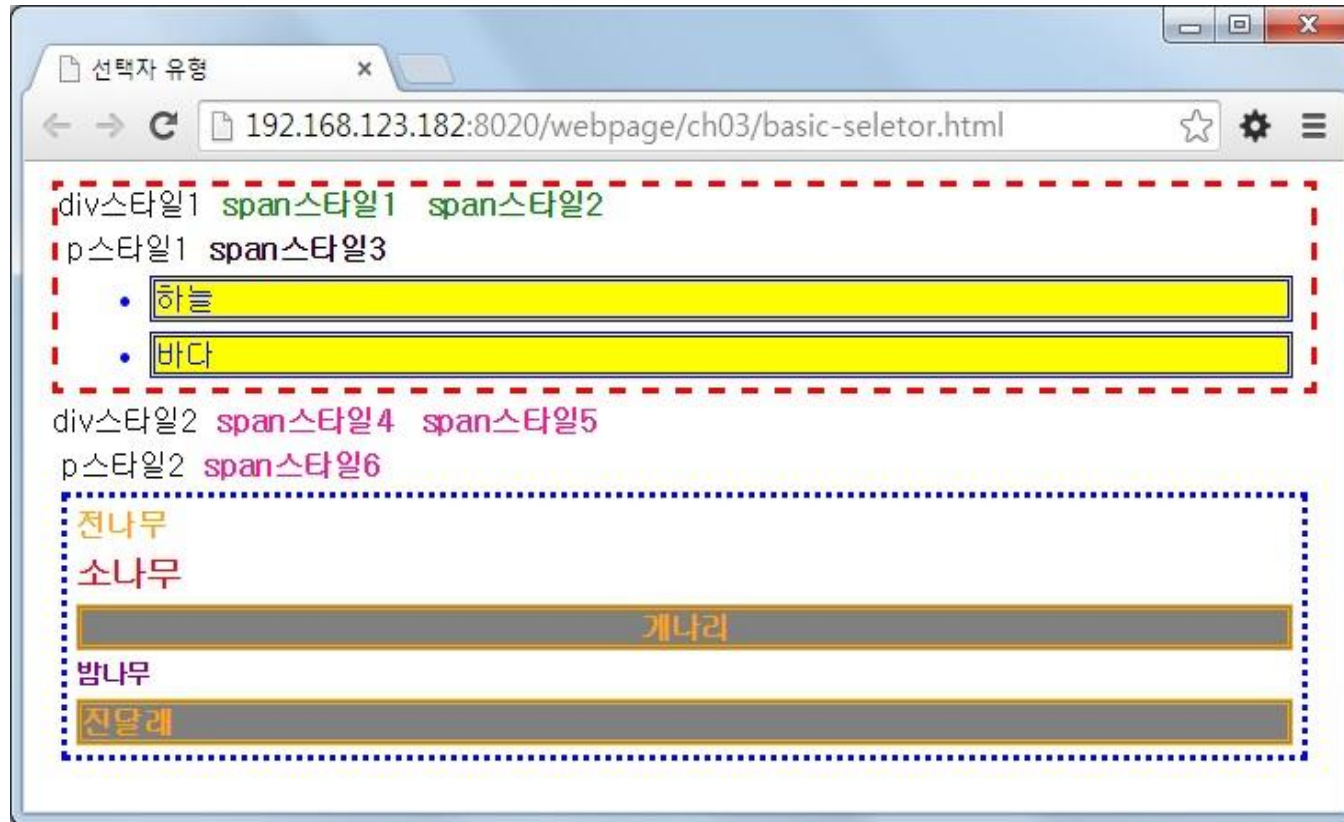 선택자 유형
192.168.123.182:8020/webpage/ch03/basic-seletor.html
div스타일1 span스타일1 span스타일2
p스타일1 span스타일3
• 하늘
• 바다
div스타일2 span스타일4 span스타일5
p스타일2 span스타일6
전나무
소나무
게나리
밤나무
진달래